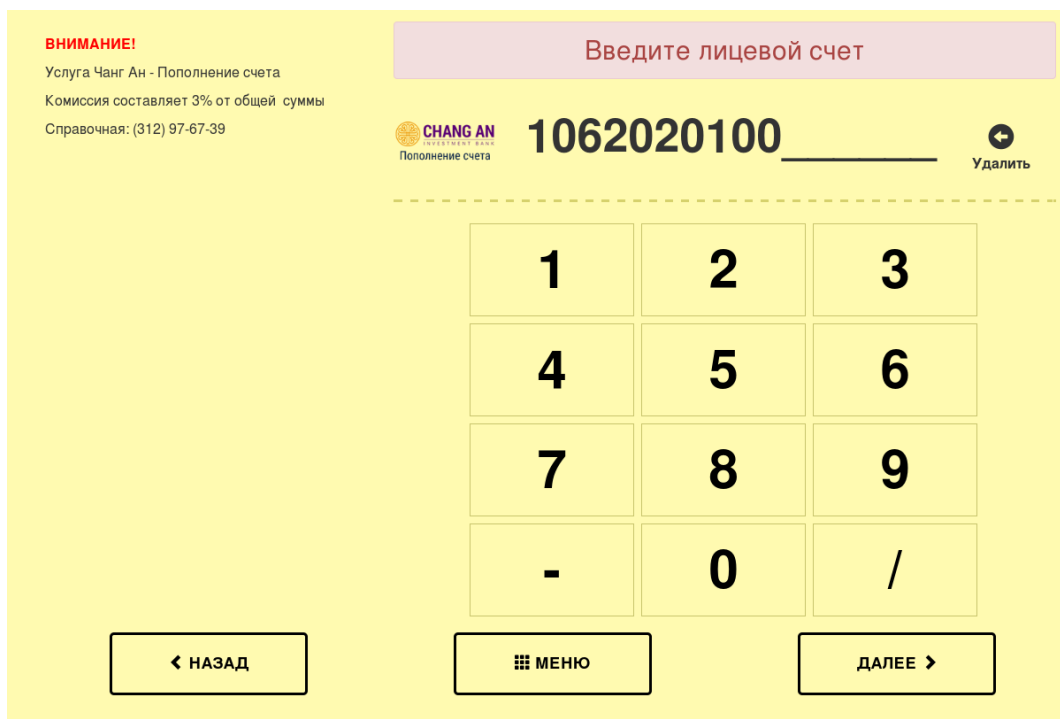 ВНИМАНИЕ!
Услуга Чанг Ан - Пополнение счета
Комиссия составляет 3% от общей суммы
Справочная: (312) 97-67-39
Введите лицевой счет
CHANG AN
INVESTMENT BANK
Пополнение счета
1062020100______
Удалить
1 2 3
4 5 6
7 8 9
- 0 /
НАЗАД
МЕНЮ
ДАЛЕЕ